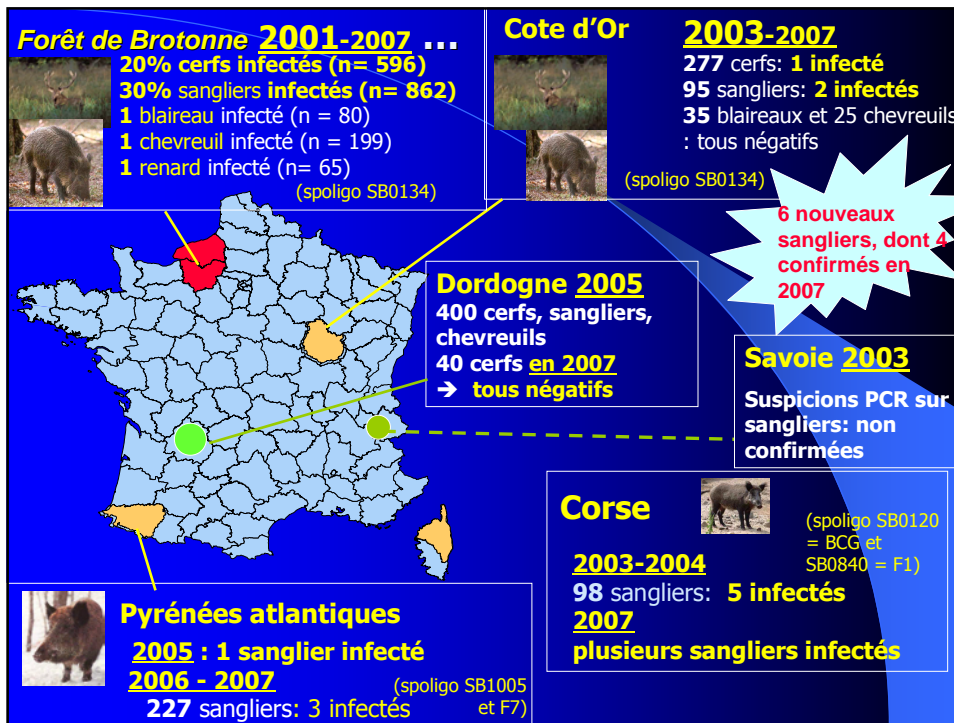 Forêt de Brotonne 2001-2007 ...
20% cerfs infectés (n= 596)
30% sangliers infectés (n= 862)
1 blaireau infecté (n = 80)
1 chevreuil infecté (n = 199)
1 renard infecté (n= 65)
(spoligo SB0134)
Cote d'Or 2003-2007
277 cerfs: 1 infecté
95 sangliers: 2 infectés
35 blaireaux et 25 chevreuils
: tous négatifs
(spoligo SB0134)
6 nouveaux
sangliers, dont 4
confirmés en
2007
Dordogne 2005
400 cerfs, sangliers,
chevreuils
40 cerfs en 2007
➔ tous négatifs
Savoie 2003
Suspicions PCR sur
sangliers: non
confirmées
Corse
(spoligo SB0120
= BCG et
SB0840 = F1)
2003-2004
98 sangliers: 5 infectés
2007
plusieurs sangliers infectés
Pyrénées atlantiques
2005 : 1 sanglier infecté
2006 - 2007
227 sangliers: 3 infectés
(spoligo SB1005
et F7)